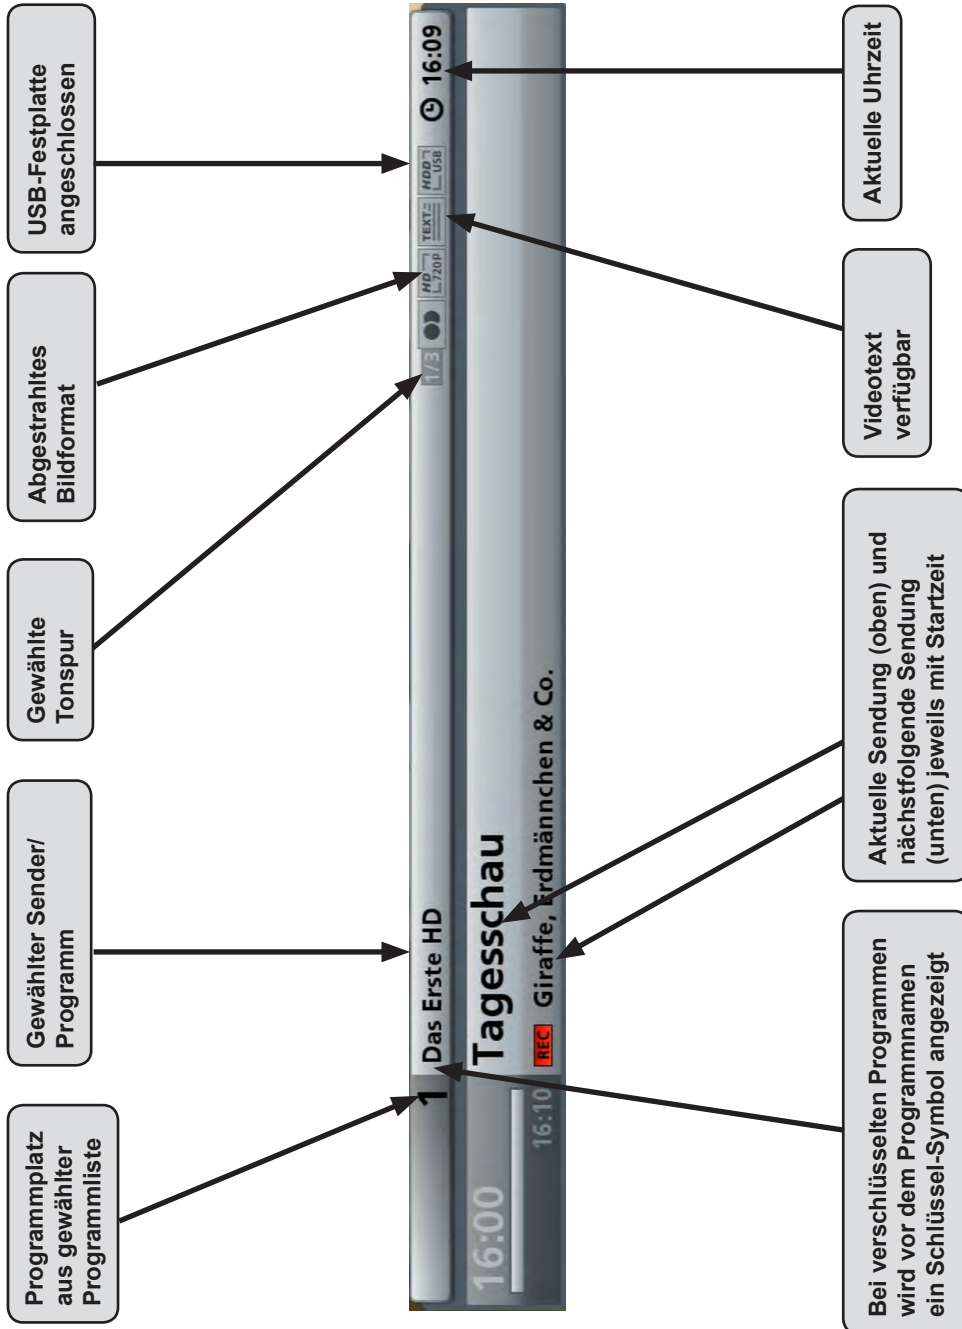 Programmplatz
aus gewählter
Programmliste
Gewählter Sender/
Programm
Gewählte
Tonspur
Abgestrahltes
Bildformat
USB-Festplatte
angeschlossen
1 Das Erste HD 1/3 HD 720P TEXT HDD USB 16:09
16:00 Tagesschau
16:10 REC Giraffe, Erdmännchen & Co.
Bei verschlüsselten Programmen
wird vor dem Programmnamen
ein Schlüssel-Symbol angezeigt
Aktuelle Sendung (oben) und
nächstfolgende Sendung
(unten) jeweils mit Startzeit
Videotext
verfügbar
Aktuelle Uhrzeit